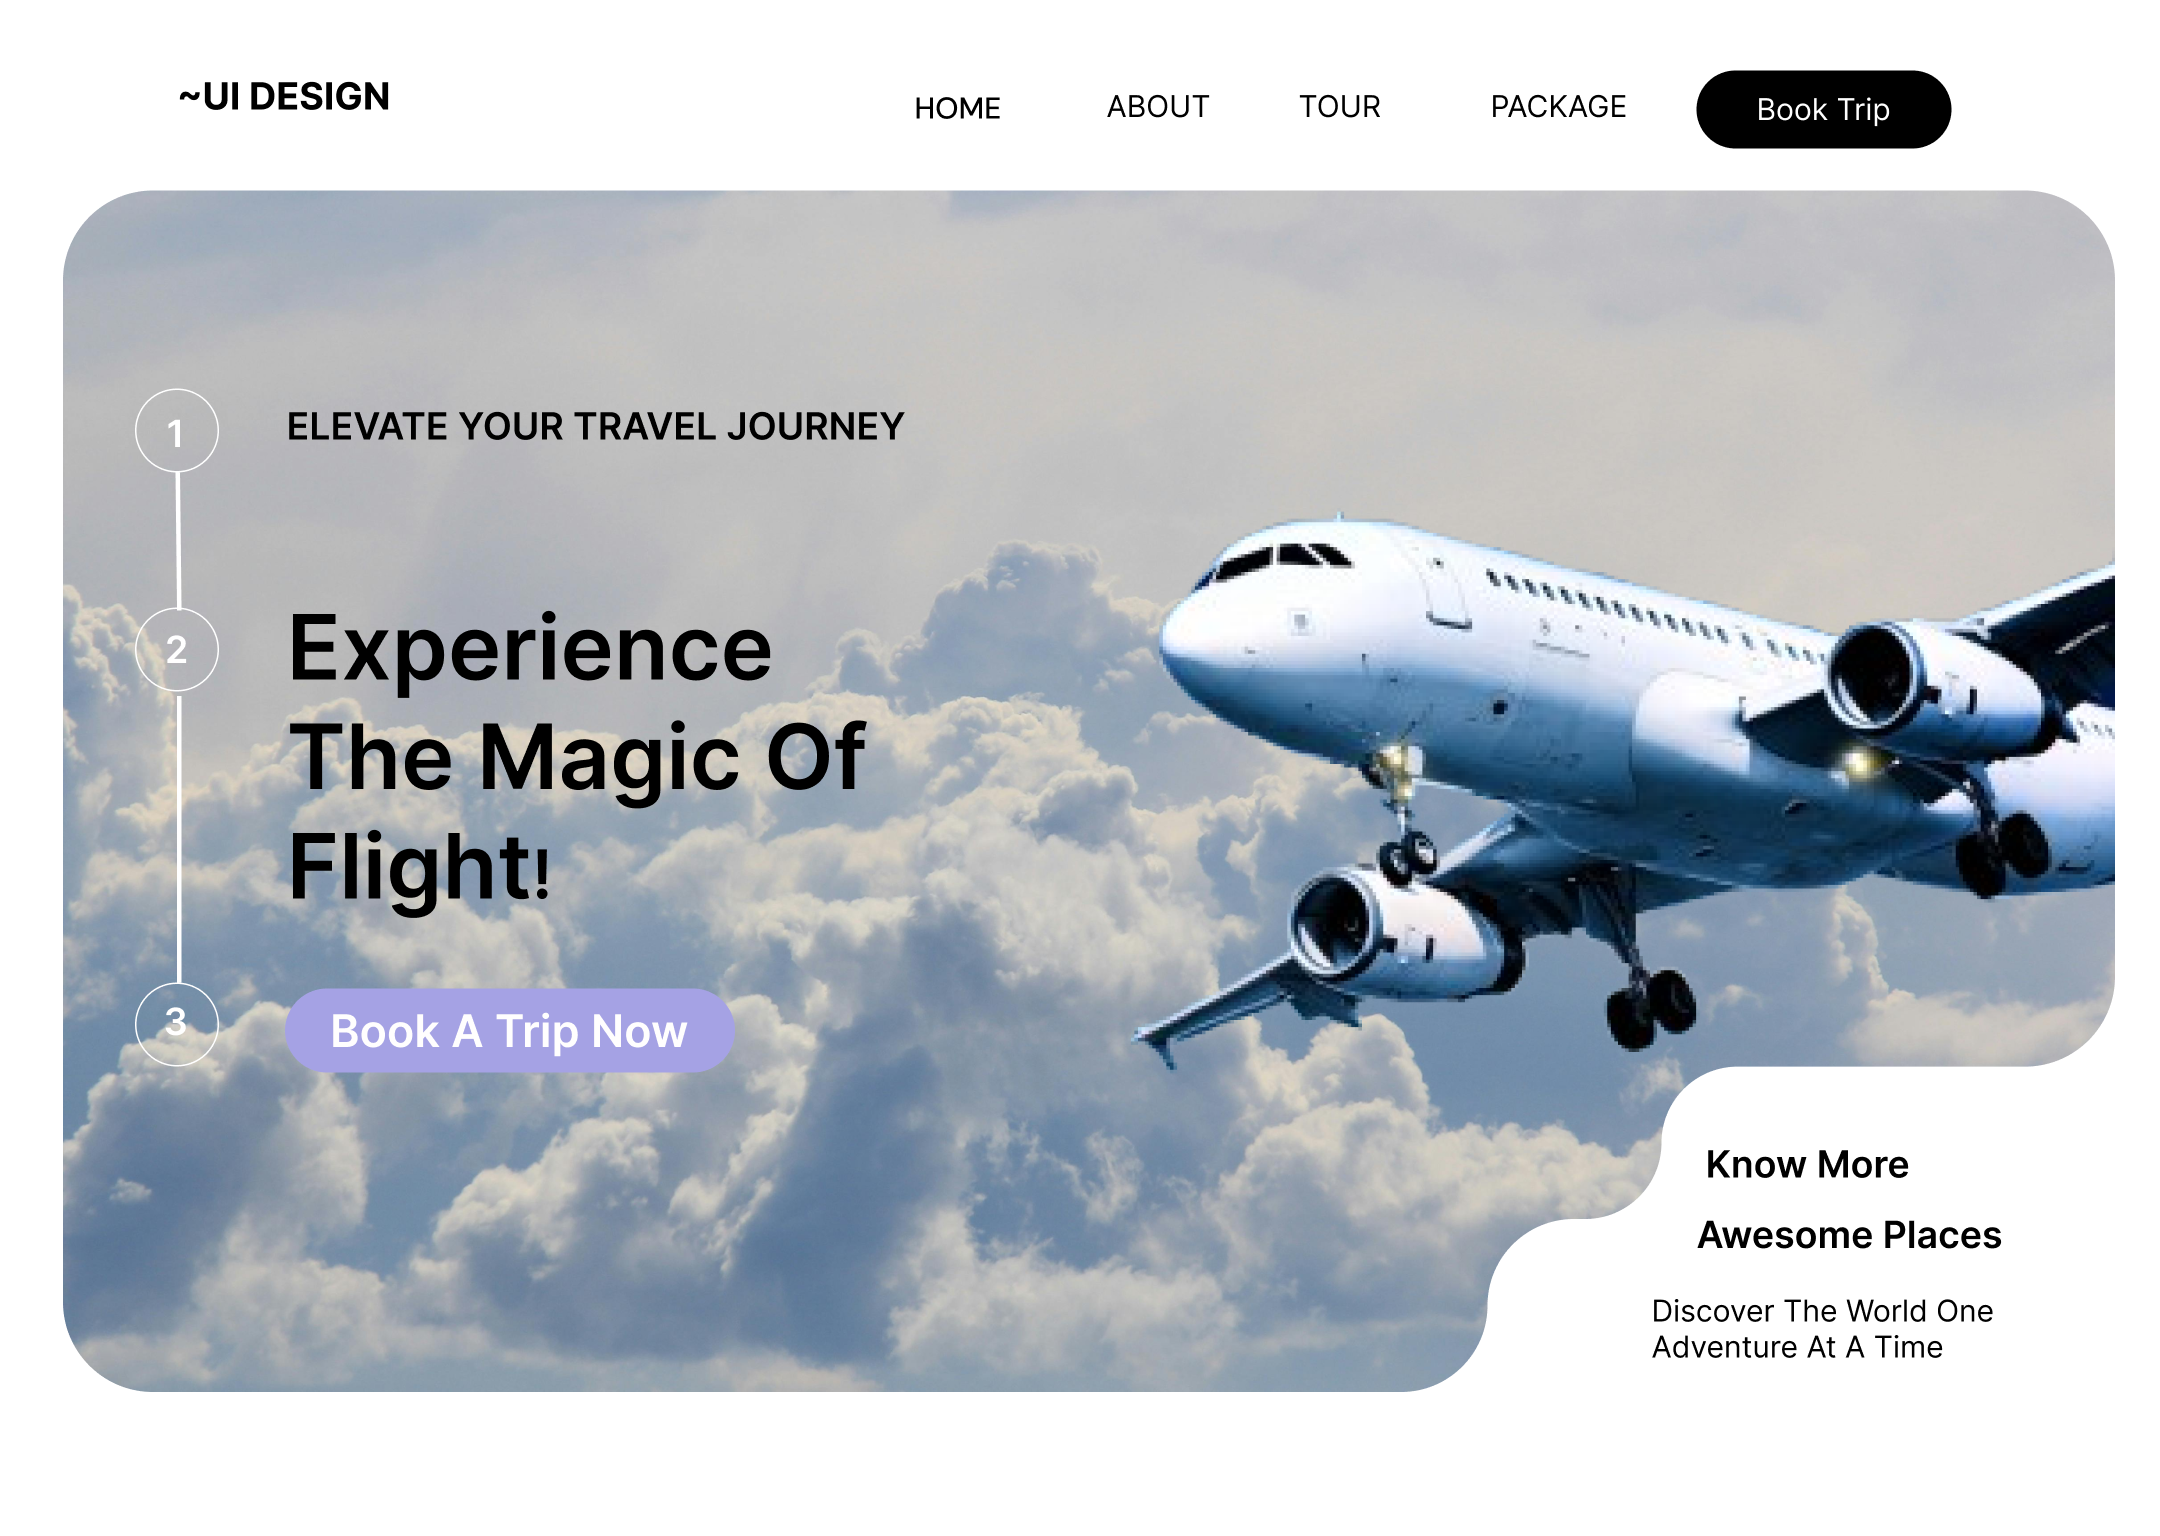 ~UI DESIGN
HOME
ABOUT
TOUR
PACKAGE
Book Trip
1
ELEVATE YOUR TRAVEL JOURNEY
2
Experience
The Magic Of
Flight!
3
Book A Trip Now
Know More
Awesome Places
Discover The World One
Adventure At A Time